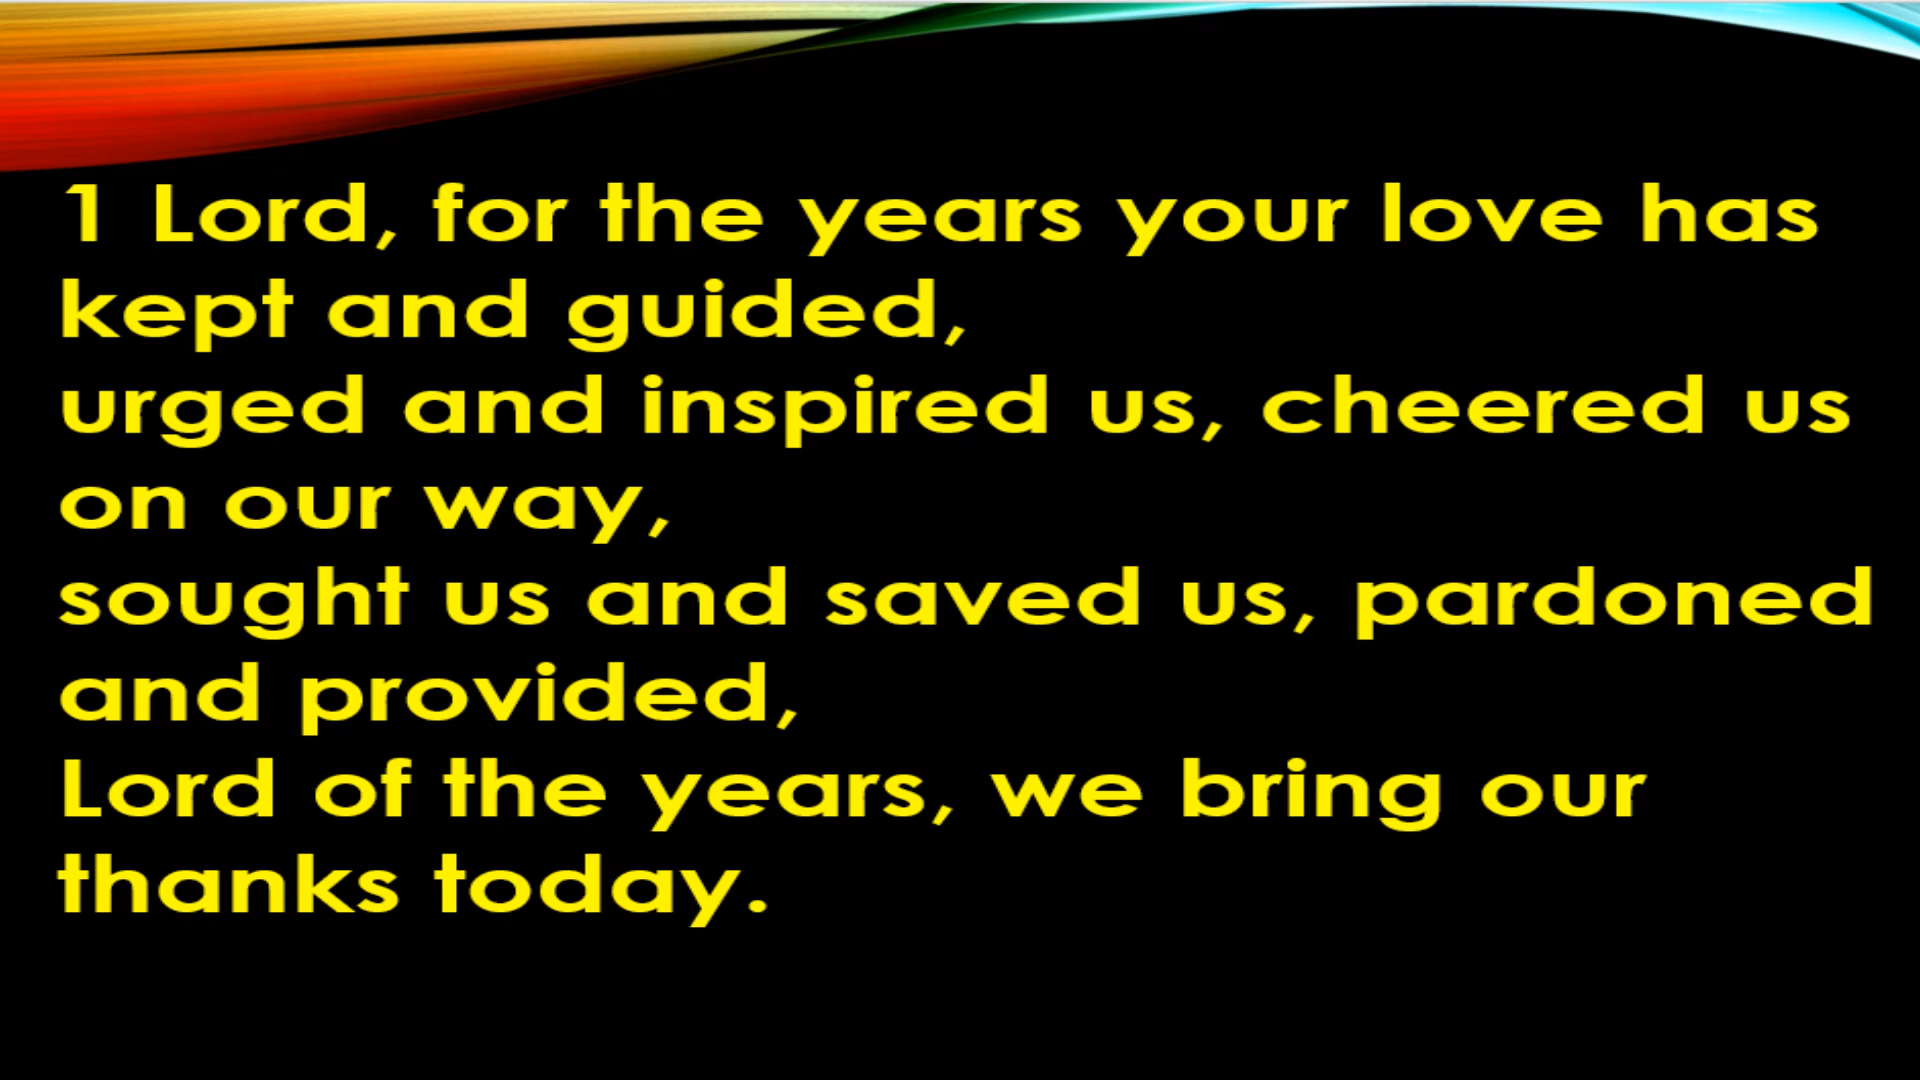 1 Lord, for the years your love has
kept and guided,
urged and inspired us, cheered us
on our way,
sought us and saved us, pardoned
and provided,
Lord of the years, we bring our
thanks today.